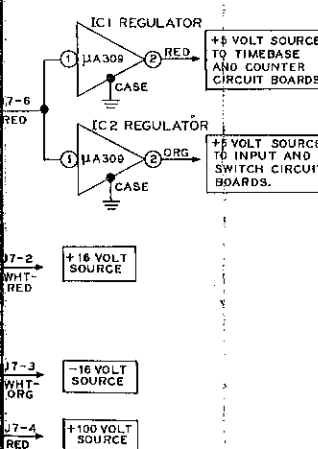 IC1 REGULATOR
1
µA309
2
RED
CASE
+5 VOLT SOURCE
TO TIMEBASE
AND COUNTER
CIRCUIT BOARDS
J7-6
RED
IC2 REGULATOR
1
µA309
2
ORG
CASE
+5 VOLT SOURCE
TO INPUT AND
SWITCH CIRCUIT
BOARDS.
J7-2
WHT-
RED
+16 VOLT
SOURCE
J7-3
WHT-
ORG
-16 VOLT
SOURCE
J7-4
RED
+100 VOLT
SOURCE